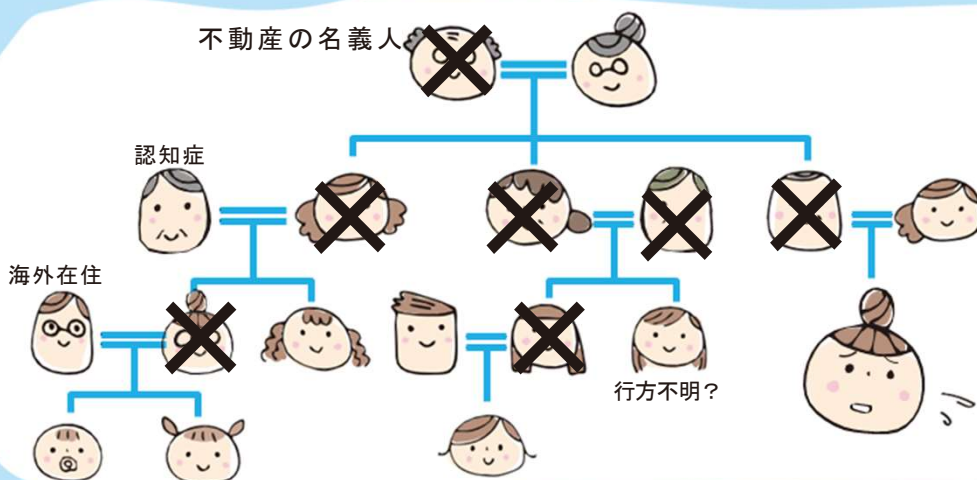 不動産の名義人
認知症
海外在住
行方不明？